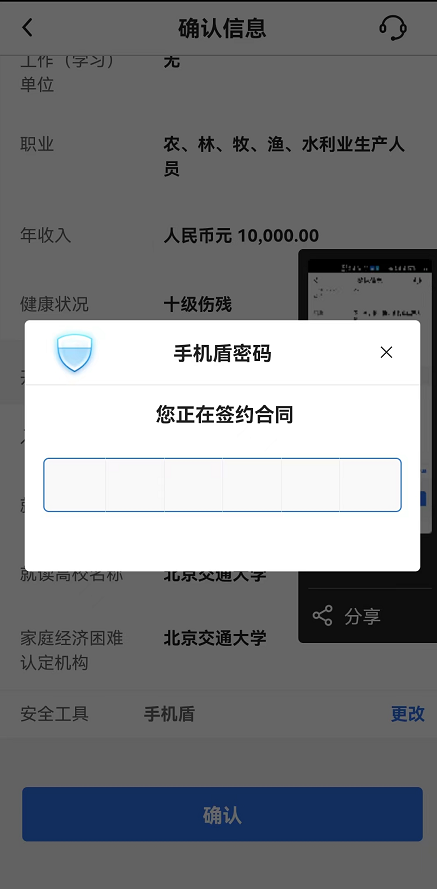 确认信息
工作（学习）
无
单位
职业
农、林、牧、渔、水利业生产人
员
年收入
人民币元 10,000.00
健康状况
十级伤残
手机盾密码
您正在签约合同
就读高校名称
北京交通大学
家庭经济困难
北京交通大学
认定机构
分享
安全工具
手机盾
更改
确认